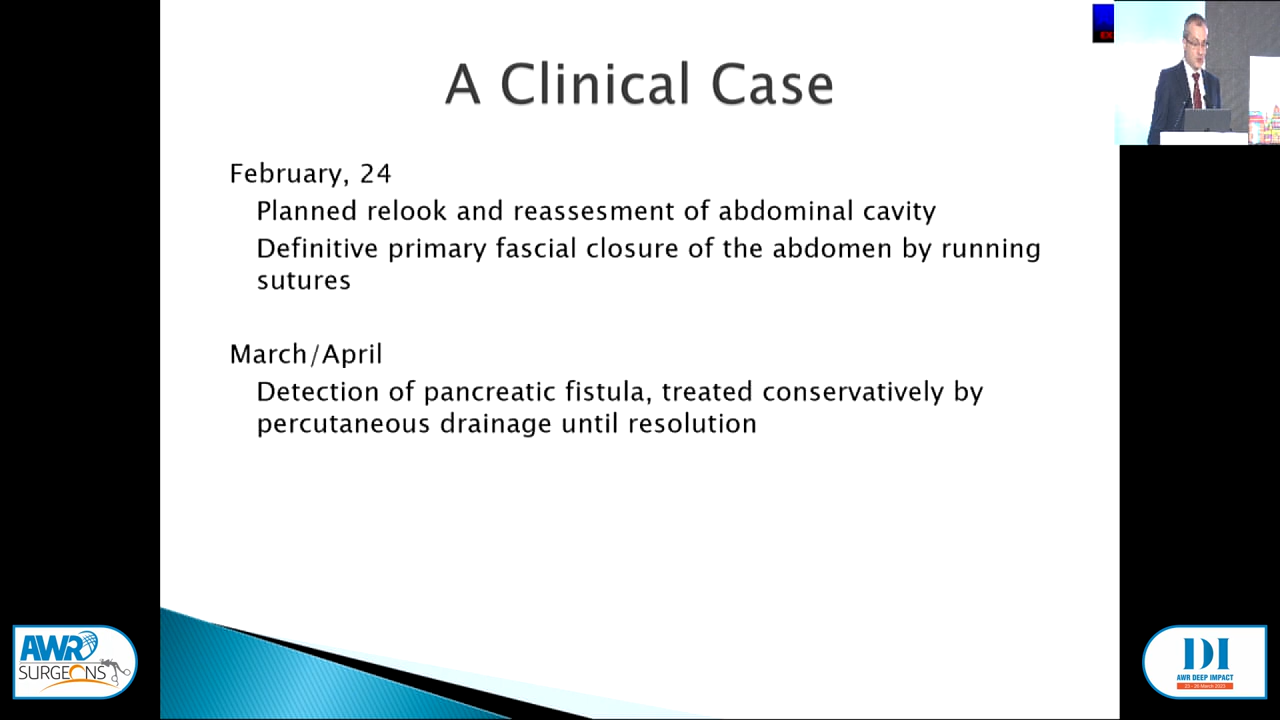 A Clinical Case
February, 24
Planned relook and reassesment of abdominal cavity
Definitive primary fascial closure of the abdomen by running
sutures
March/April
Detection of pancreatic fistula, treated conservatively by
percutaneous drainage until resolution
AWR
SURGEONS
DI
AWR DEEP IMPACT